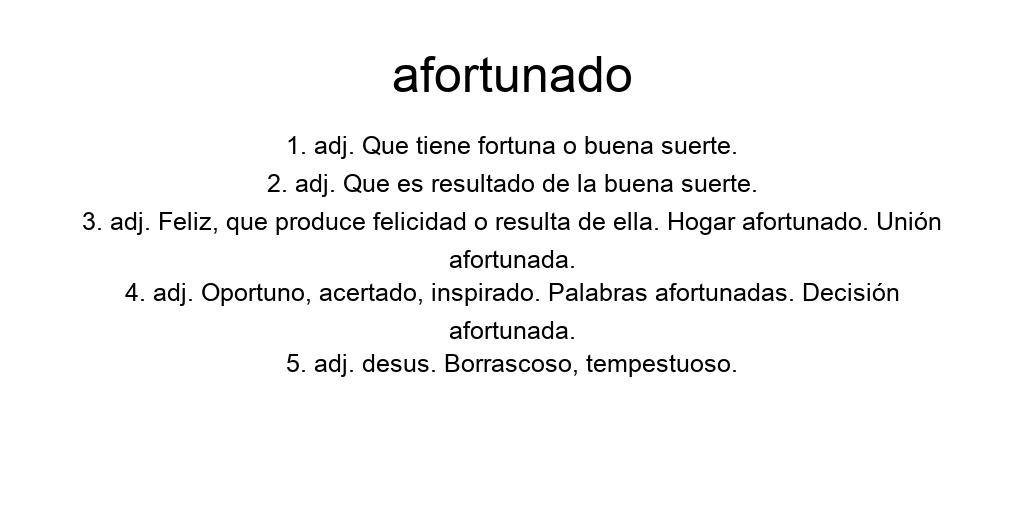 afortunado
1. adj. Que tiene fortuna o buena suerte.
2. adj. Que es resultado de la buena suerte.
3. adj. Feliz, que produce felicidad o resulta de ella. Hogar afortunado. Unión
afortunada.
4. adj. Oportuno, acertado, inspirado. Palabras afortunadas. Decisión
afortunada.
5. adj. desus. Borrascoso, tempestuoso.